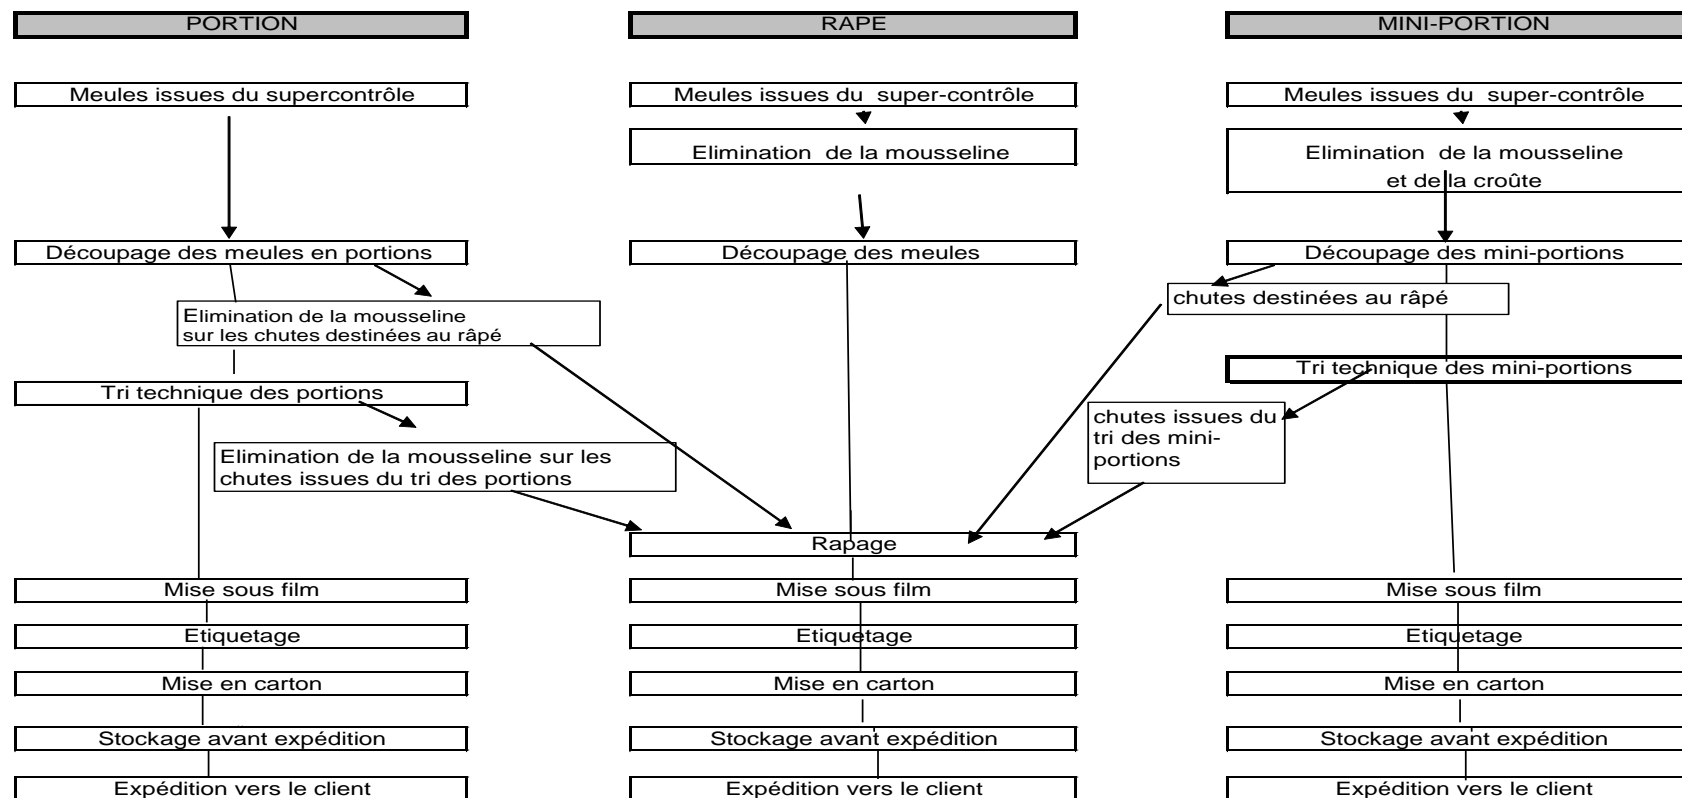 PORTION
RAPE
MINI-PORTION
Meules issues du supercontrôle
Meules issues du super-contrôle
Meules issues du super-contrôle
Elimination de la mousseline
Elimination de la mousseline
et de la croûte
Découpage des meules en portions
Découpage des meules
Découpage des mini-portions
chutes destinées au râpé
Elimination de la mousseline
sur les chutes destinées au râpé
Tri technique des mini-portions
Tri technique des portions
chutes issues du
tri des mini-
portions
Elimination de la mousseline sur les
chutes issues du tri des portions
Rapage
Mise sous film
Mise sous film
Mise sous film
Etiquetage
Etiquetage
Etiquetage
Mise en carton
Mise en carton
Mise en carton
Stockage avant expédition
Stockage avant expédition
Stockage avant expédition
Expédition vers le client
Expédition vers le client
Expédition vers le client